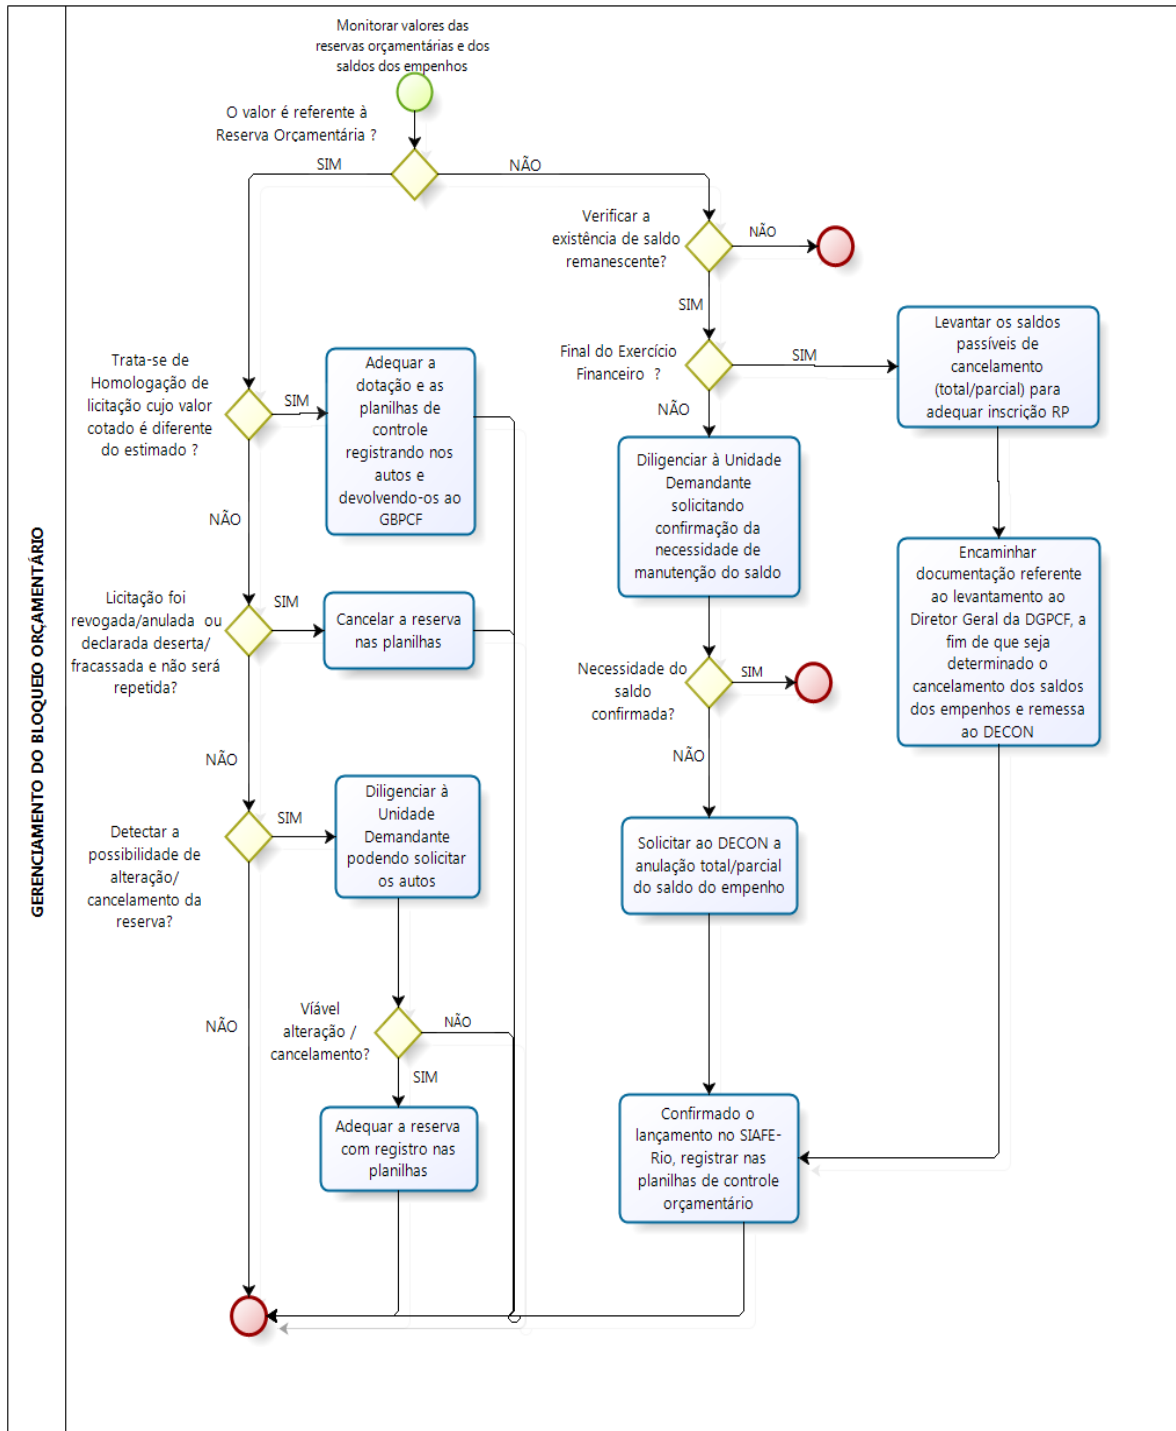 GERENCIAMENTO DO BLOQUEIO ORÇAMENTÁRIO
Monitorar valores das
reservas orçamentárias e dos
saldos dos empenhos
O valor é referente à
Reserva Orçamentária ?
SIM
NÃO
Verificar a
existência de saldo
remanescente?
NÃO
SIM
Final do Exercício
Financeiro ?
SIM
NÃO
Levantar os saldos
passíveis de
cancelamento
(total/parcial) para
adequar inscrição RP
Trata-se de
Homologação de
licitação cujo valor
cotado é diferente
do estimado ?
SIM
NÃO
Adequar a
dotação e as
planilhas de
controle
registrando nos
autos e
devolvendo-os ao
GBPCF
Diligenciar à Unidade
Demandante
solicitando
confirmação da
necessidade de
manutenção do saldo
Encaminhar
documentação referente
ao levantamento ao
Diretor Geral da DGPCF, a
fim de que seja
determinado o
cancelamento dos saldos
dos empenhos e remessa
ao DECON
Licitação foi
revogada/anulada ou
declarada deserta/
fracassada e não será
repetida?
SIM
NÃO
Cancelar a reserva
nas planilhas
Necessidade do
saldo
confirmada?
SIM
NÃO
Detectar a
possibilidade de
alteração/
cancelamento da
reserva?
SIM
NÃO
Diligenciar à
Unidade
Demandante
podendo solicitar
os autos
Solicitar ao DECON a
anulação total/parcial
do saldo do empenho
Víável
alteração /
cancelamento?
NÃO
SIM
Adequar a reserva
com registro nas
planilhas
Confirmado o
lançamento no SIAFE-
Rio, registrar nas
planilhas de controle
orçamentário